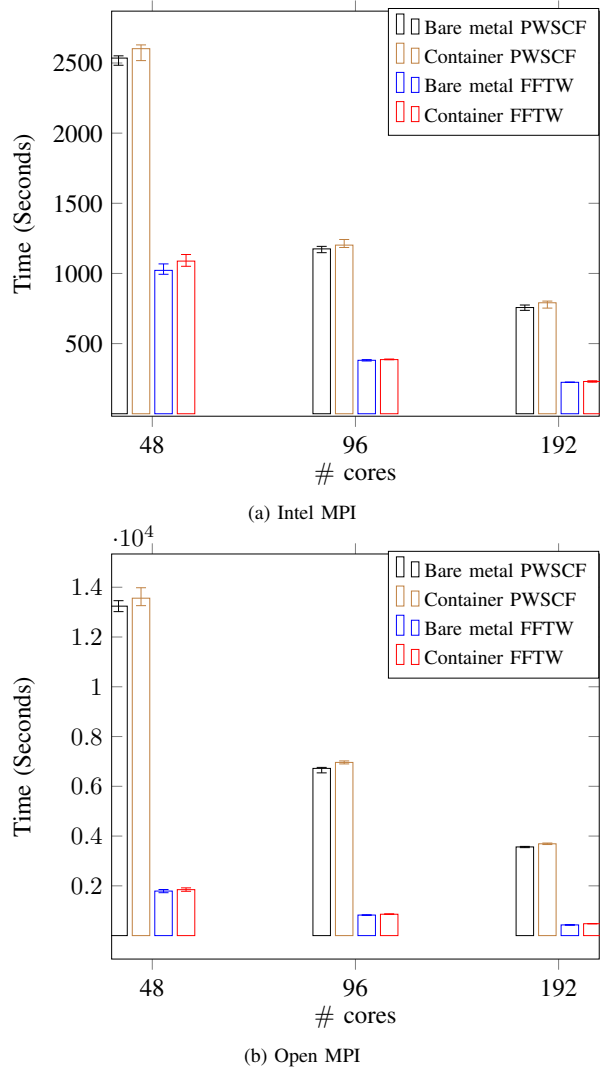 Bare metal PWSCF
Container PWSCF
Bare metal FFTW
Container FFTW
2500
2000
1500
1000
500
Time (Seconds)
48 96 192
# cores
(a) Intel MPI
·10⁴
Bare metal PWSCF
Container PWSCF
Bare metal FFTW
Container FFTW
1.4
1.2
1
0.8
0.6
0.4
0.2
Time (Seconds)
48 96 192
# cores
(b) Open MPI